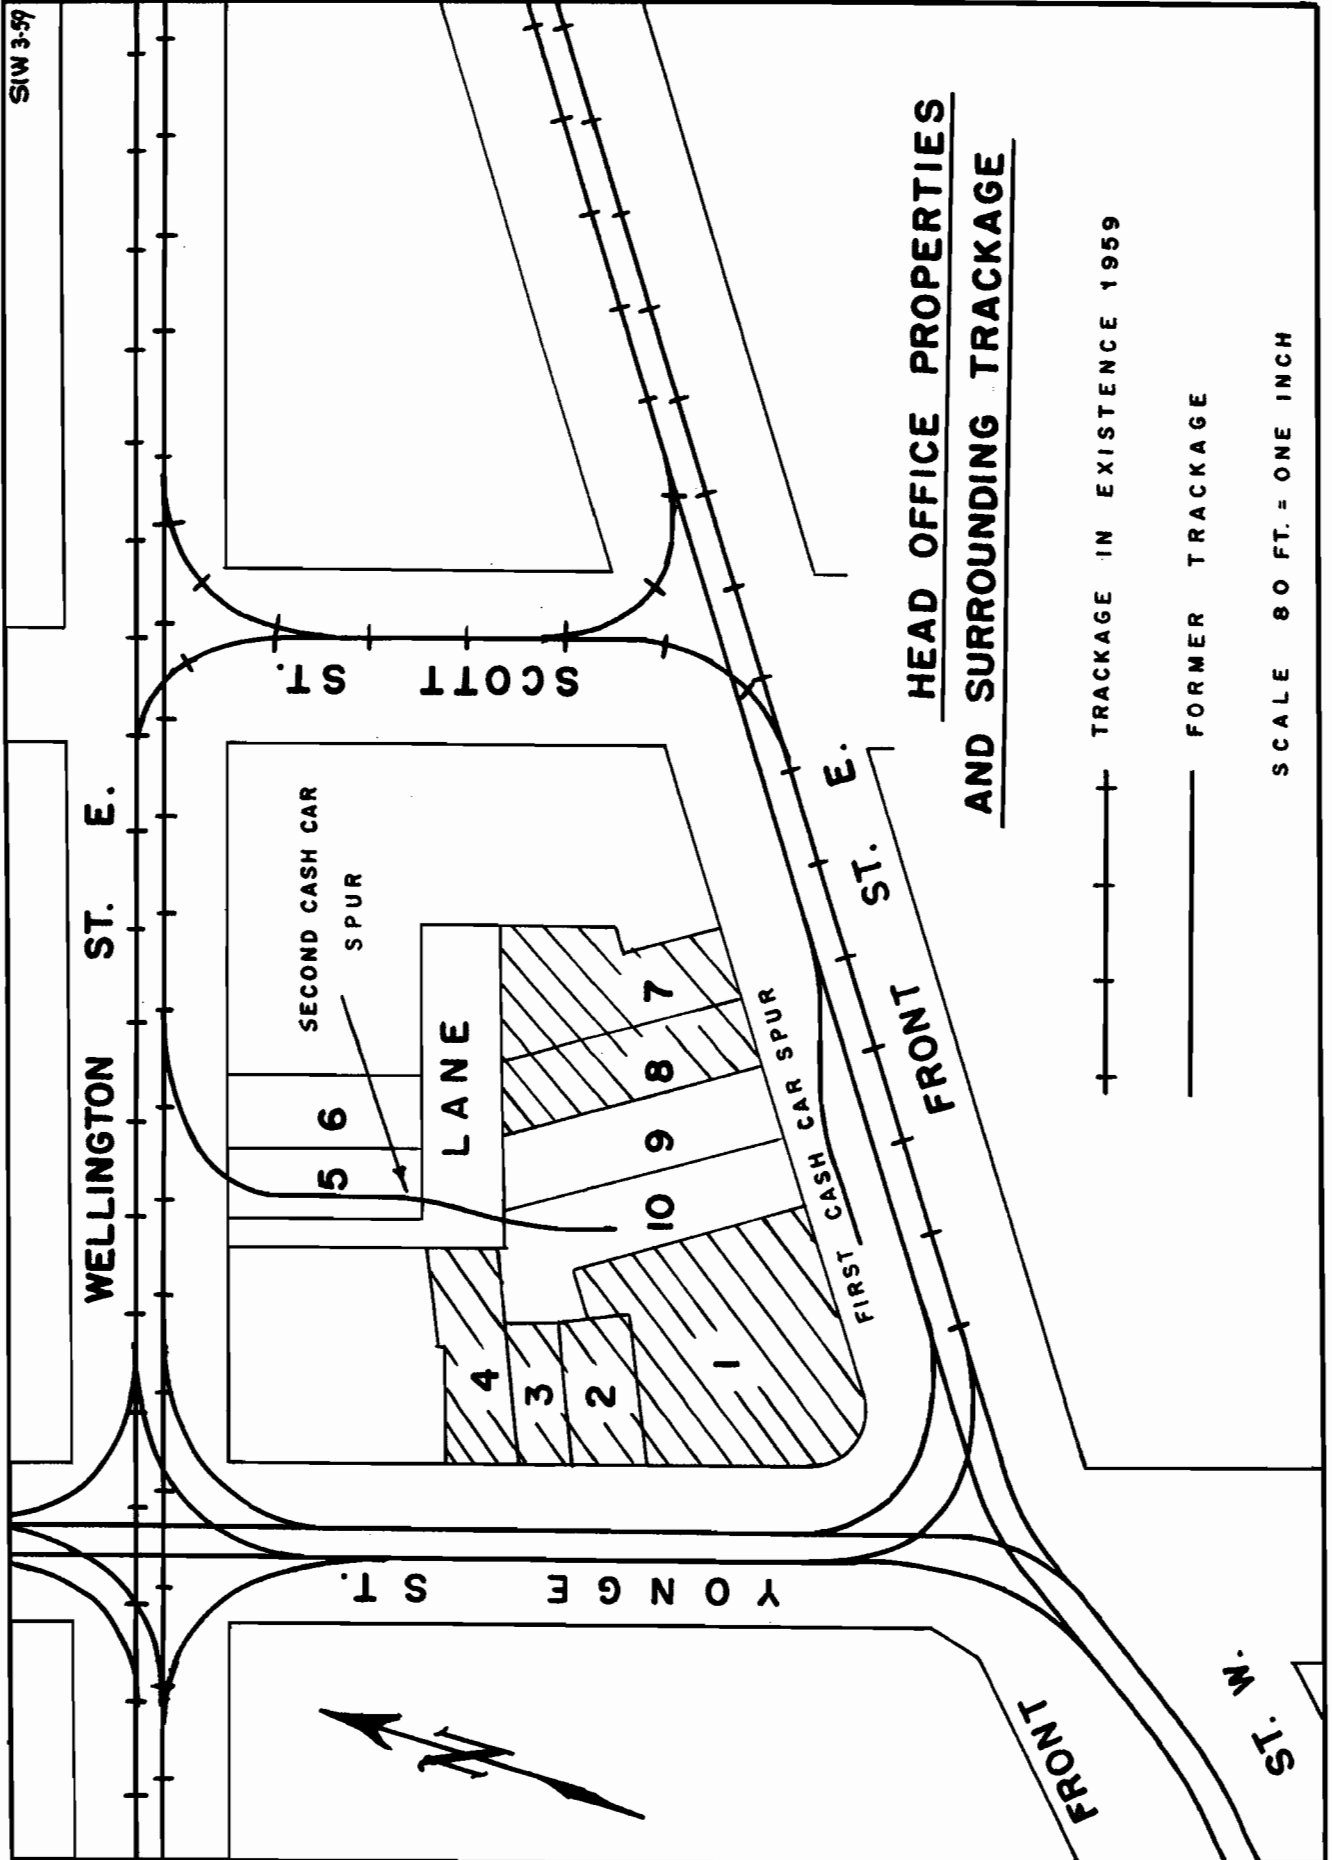 SIW 3-59
WELLINGTON ST. E.
SCOTT ST.
SECOND CASH CAR
SPUR
LANE
6
5
7
8
9
10
4
3
2
1
FIRST CASH CAR SPUR
FRONT ST. E.
YONGE ST.
N
FRONT
ST. W.
HEAD OFFICE PROPERTIES
AND SURROUNDING TRACKAGE
TRACKAGE IN EXISTENCE 1959
FORMER TRACKAGE
SCALE 80 FT. = ONE INCH